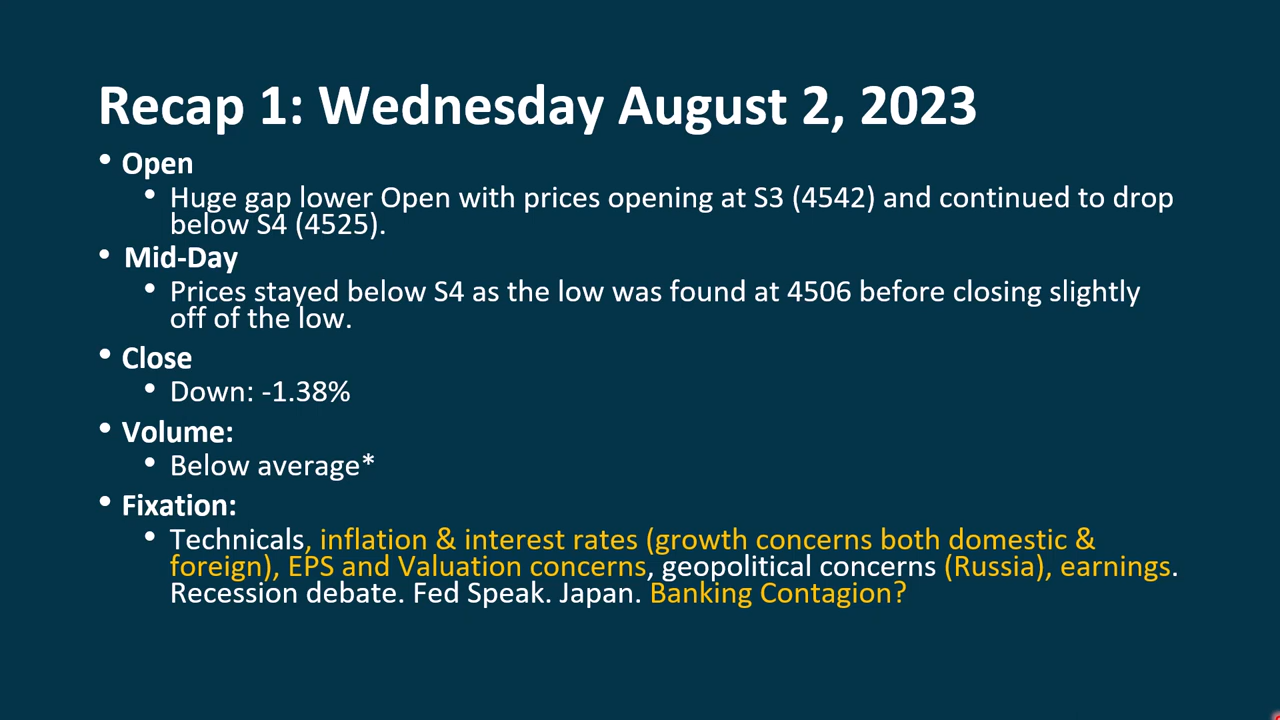 Recap 1: Wednesday August 2, 2023
• Open
• Huge gap lower Open with prices opening at S3 (4542) and continued to drop
below S4 (4525).
• Mid-Day
• Prices stayed below S4 as the low was found at 4506 before closing slightly
off of the low.
• Close
• Down: -1.38%
• Volume:
• Below average*
• Fixation:
• Technicals, inflation & interest rates (growth concerns both domestic &
foreign), EPS and Valuation concerns, geopolitical concerns (Russia), earnings.
Recession debate. Fed Speak. Japan. Banking Contagion?